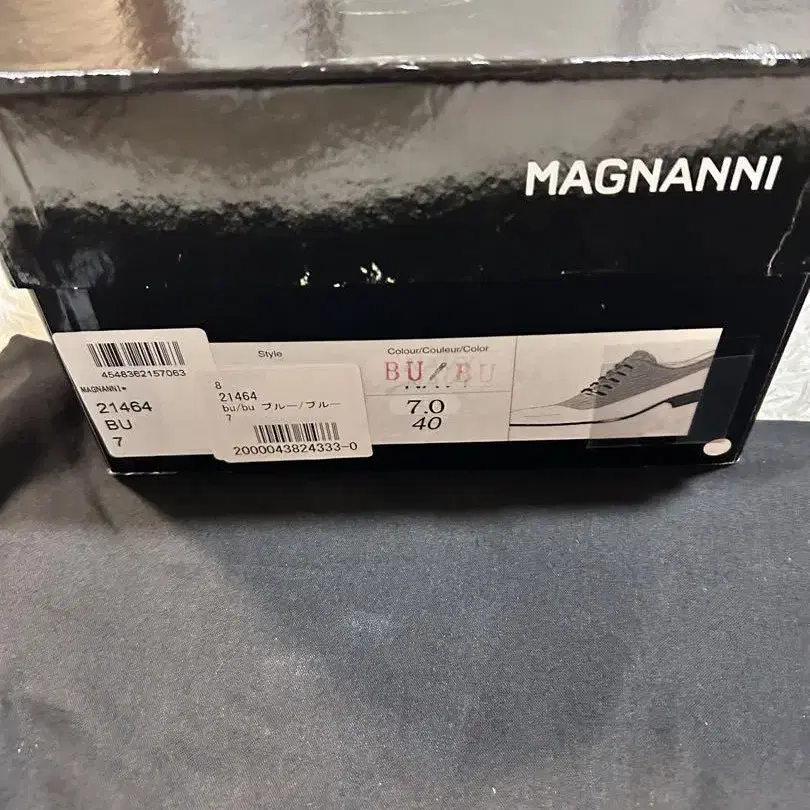 MAGNANNI
4548362157063
MAGNANNI*
21464
BU
7
Style
8
21464
bu/bu ブルー/ブルー
7
2000043824333-0
Colour/Couleur/Color
BU/BU
7.0
40